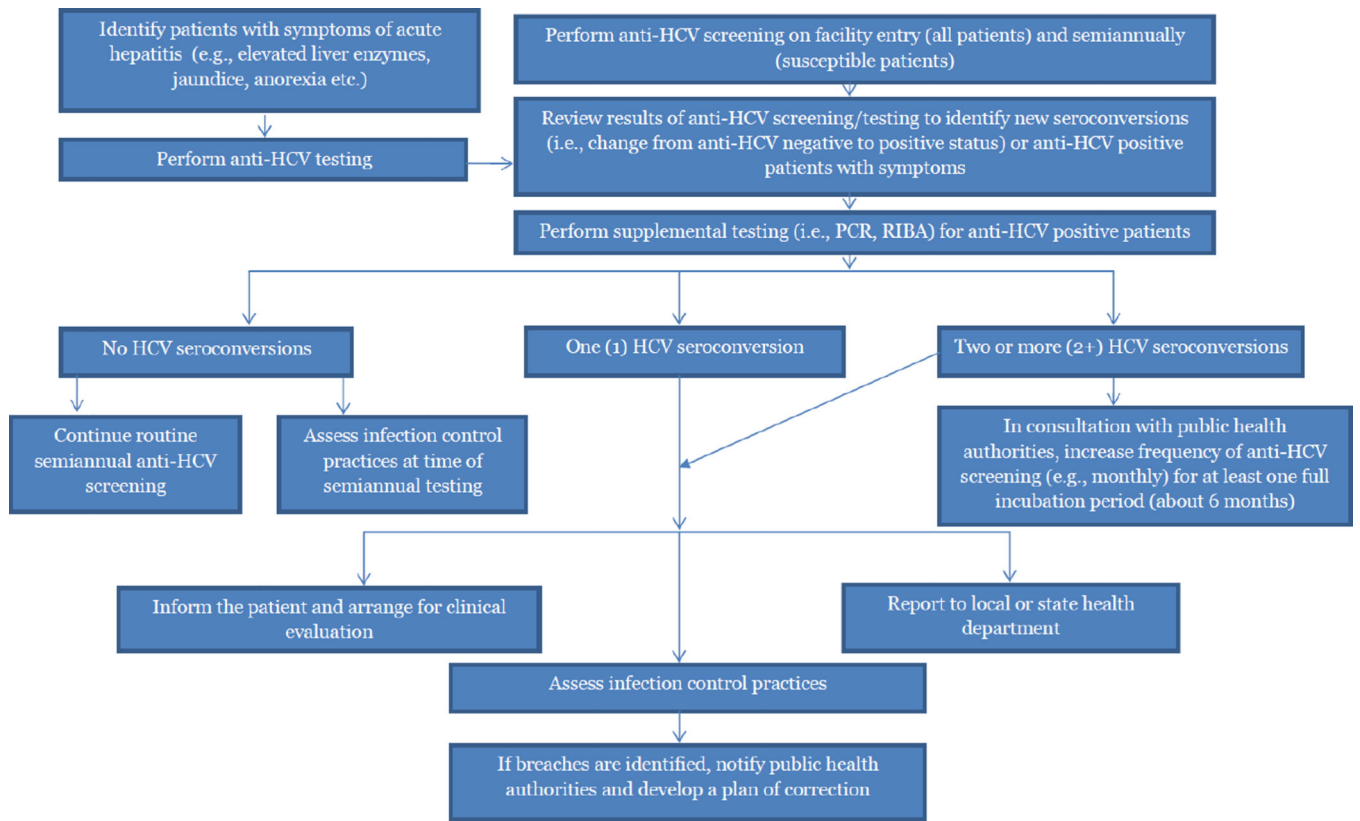 Identify patients with symptoms of acute
hepatitis (e.g., elevated liver enzymes,
jaundice, anorexia etc.)
Perform anti-HCV screening on facility entry (all patients) and semiannually
(susceptible patients)
Perform anti-HCV testing
Review results of anti-HCV screening/testing to identify new seroconversions
(i.e., change from anti-HCV negative to positive status) or anti-HCV positive
patients with symptoms
Perform supplemental testing (i.e., PCR, RIBA) for anti-HCV positive patients
No HCV seroconversions
One (1) HCV seroconversion
Two or more (2+) HCV seroconversions
Continue routine
semiannual anti-HCV
screening
Assess infection control
practices at time of
semiannual testing
In consultation with public health
authorities, increase frequency of anti-HCV
screening (e.g., monthly) for at least one full
incubation period (about 6 months)
Inform the patient and arrange for clinical
evaluation
Report to local or state health
department
Assess infection control practices
If breaches are identified, notify public health
authorities and develop a plan of correction